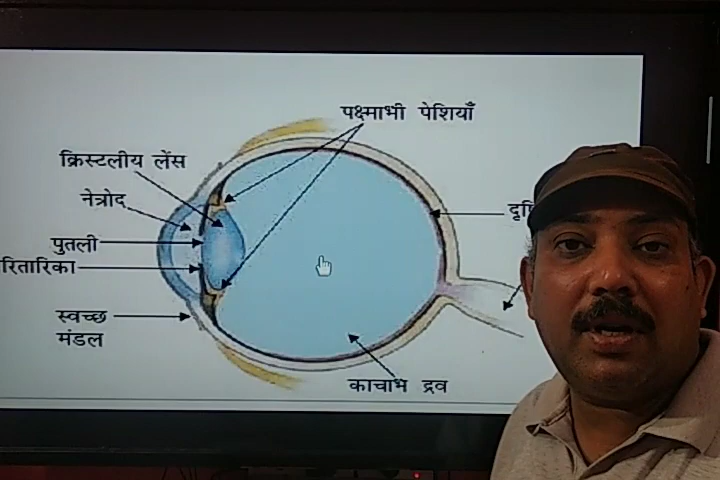 पक्ष्माभी पेशियाँ
क्रिस्टलीय लेंस
नेत्रोद
पुतली
रितारिका
स्वच्छ
मंडल
काचाभ द्रव